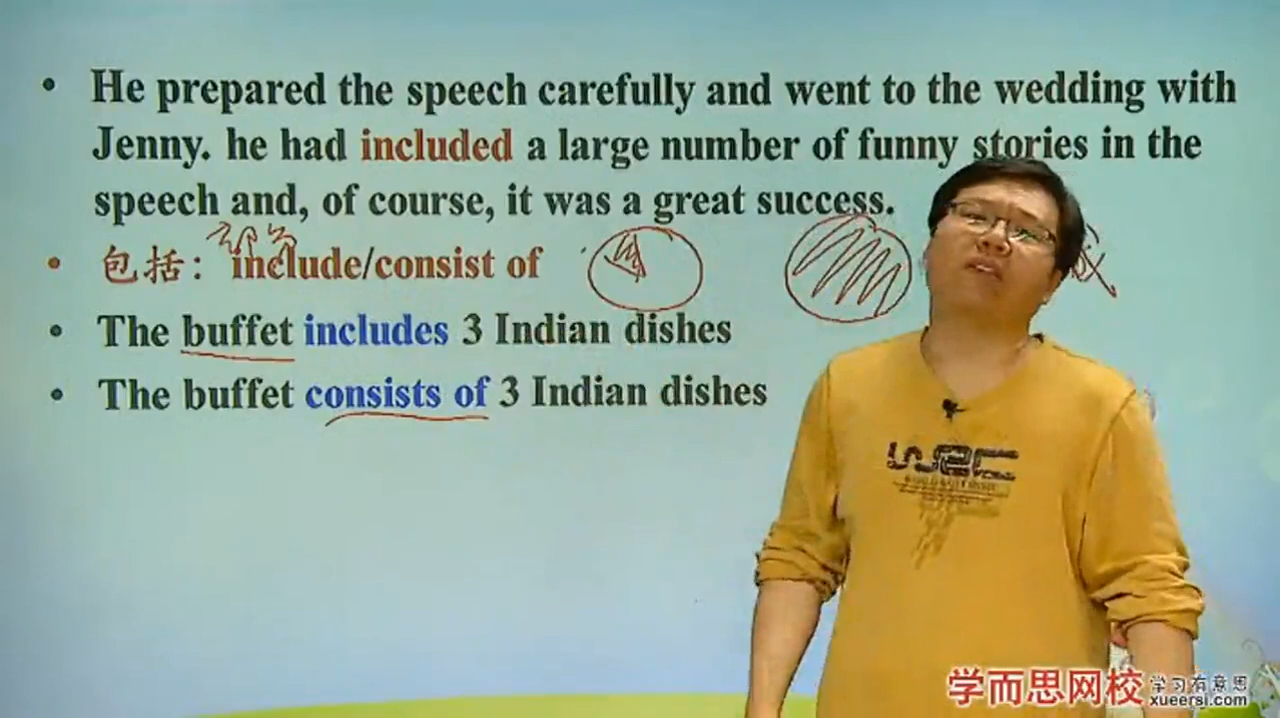 • He prepared the speech carefully and went to the wedding with
Jenny. he had included a large number of funny stories in the
speech and, of course, it was a great success.
• 包括：include/consist of
• The buffet includes 3 Indian dishes
• The buffet consists of 3 Indian dishes
学而思网校
学习有意思
xueersi.com